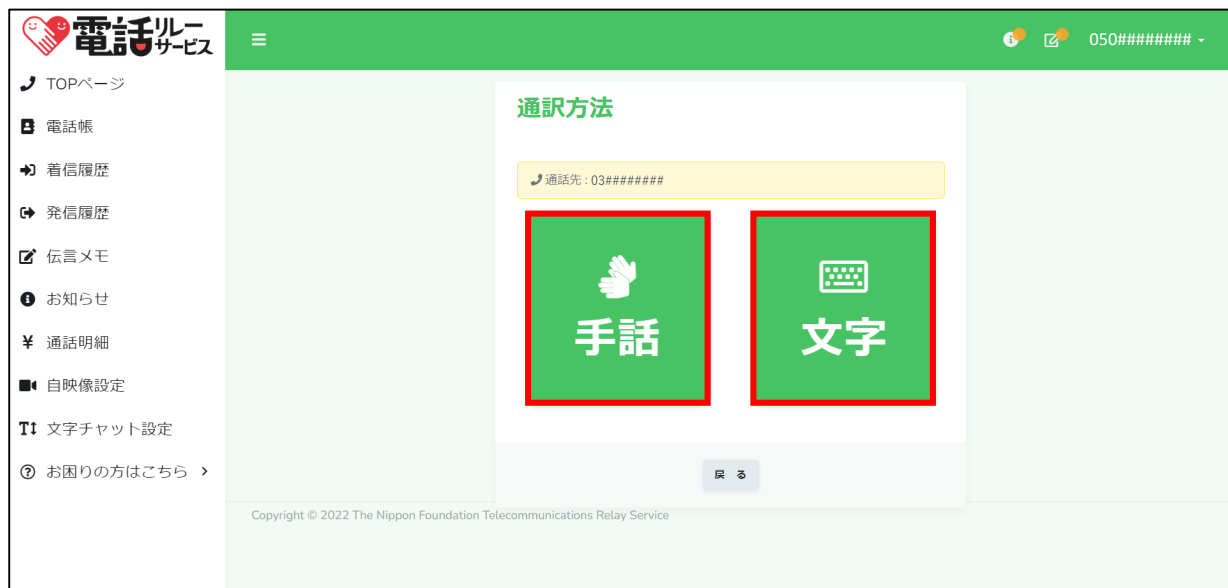 電話リレーサービス
050########
TOPページ
電話帳
着信履歴
発信履歴
伝言メモ
お知らせ
通話明細
自映像設定
文字チャット設定
お困りの方はこちら
通訳方法
通話先 : 03########
手話
文字
戻 る
Copyright © 2022 The Nippon Foundation Telecommunications Relay Service